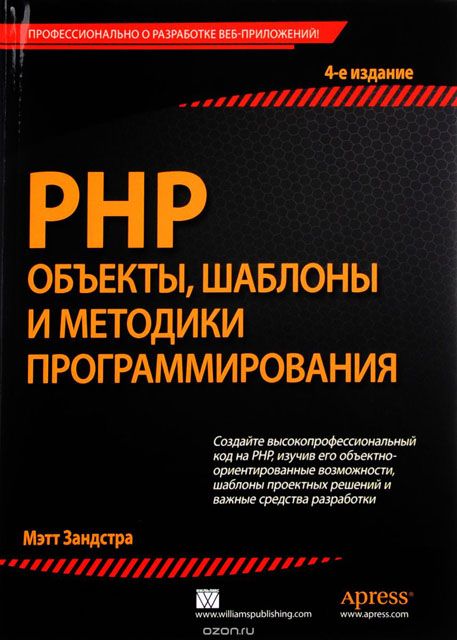 ПРОФЕССИОНАЛЬНО О РАЗРАБОТКЕ ВЕБ-ПРИЛОЖЕНИЙ!
4-е издание
PHP
ОБЪЕКТЫ, ШАБЛОНЫ
И МЕТОДИКИ
ПРОГРАММИРОВАНИЯ
Создайте высокопрофессиональный
код на PHP, изучив его объектно-
ориентированные возможности,
шаблоны проектных решений и
важные средства разработки
Мэтт Зандстра
ВИЛЬЯМС
www.williamspublishing.com
Apress®
www.apress.com
ozon.ru